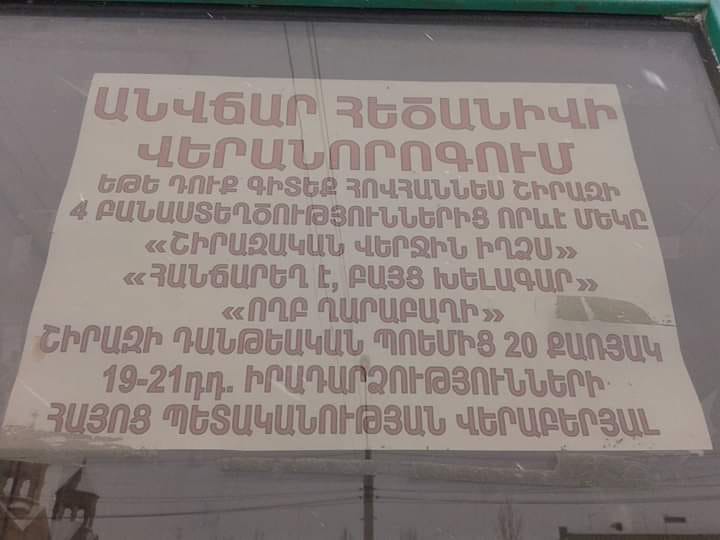 ԱՆՎՃԱՐ ՀԵԾԱՆԻՎԻ
ՎԵՐԱՆՈՐՈԳՈՒՄ
ԵԹԵ ԴՈՒՔ ԳԻՏԵՔ ՀՈՎՀԱՆՆԵՍ ՇԻՐԱԶԻ
4 ԲԱՆԱՍՏԵՂԾՈՒԹՅՈՒՆՆԵՐԻՑ ՈՐևԷ ՄԵԿԸ
«ՇԻՐԱԶԱԿԱՆ ՎԵՐՋԻՆ ԻՂՁՍ»
«ՀԱՆՃԱՐԵՂ Է, ԲԱՅՑ ԽԵԼԱԳԱՐ»
«ՈՂԲ ՂԱՐԱԲԱՂԻ»
ՇԻՐԱԶԻ ԴԱՆԹԵԱԿԱՆ ՊՈԵՄԻՑ 20 ՔԱՌՅԱԿ
19-21դդ. ԻՐԱԴԱՐՁՈՒԹՅՈՒՆՆԵՐԻ
ՀԱՅՈՑ ՊԵՏԱԿԱՆՈՒԹՅԱՆ ՎԵՐԱԲԵՐՅԱԼ